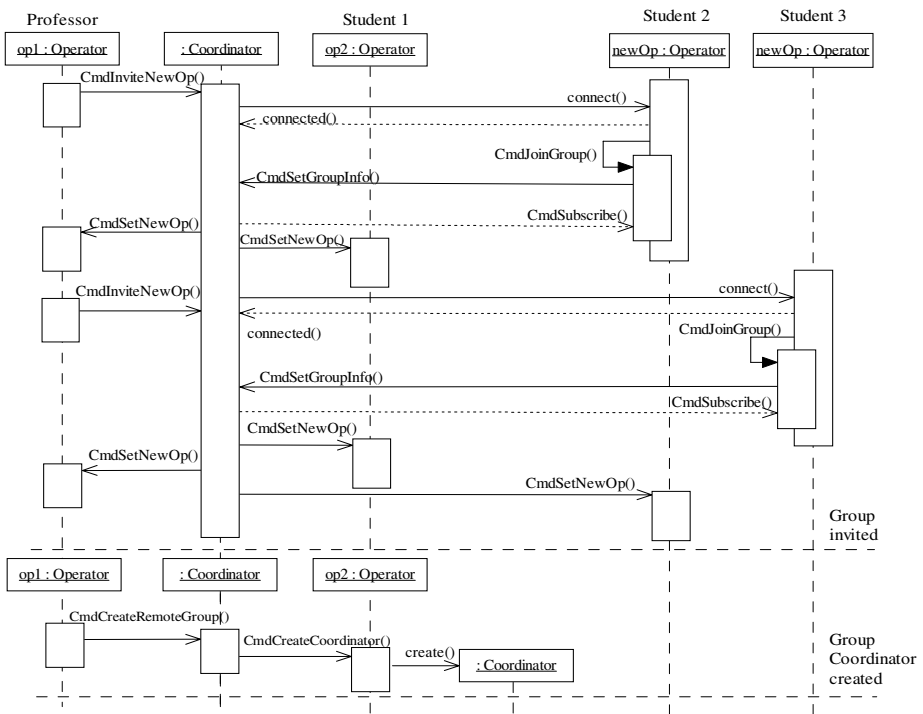 Professor
Student 1
Student 2
Student 3
op1 : Operator
: Coordinator
op2 : Operator
newOp : Operator
newOp : Operator
CmdInviteNewOp()
connect()
connected()
CmdJoinGroup()
CmdSetGroupInfo()
CmdSubscribe()
CmdSetNewOp()
CmdSetNewOp()
CmdInviteNewOp()
connect()
connected()
CmdJoinGroup()
CmdSetGroupInfo()
CmdSubscribe()
CmdSetNewOp()
CmdSetNewOp()
CmdSetNewOp()
Group
invited
op1 : Operator
: Coordinator
op2 : Operator
CmdCreateRemoteGroup()
CmdCreateCoordinator()
create()
: Coordinator
Group
Coordinator
created